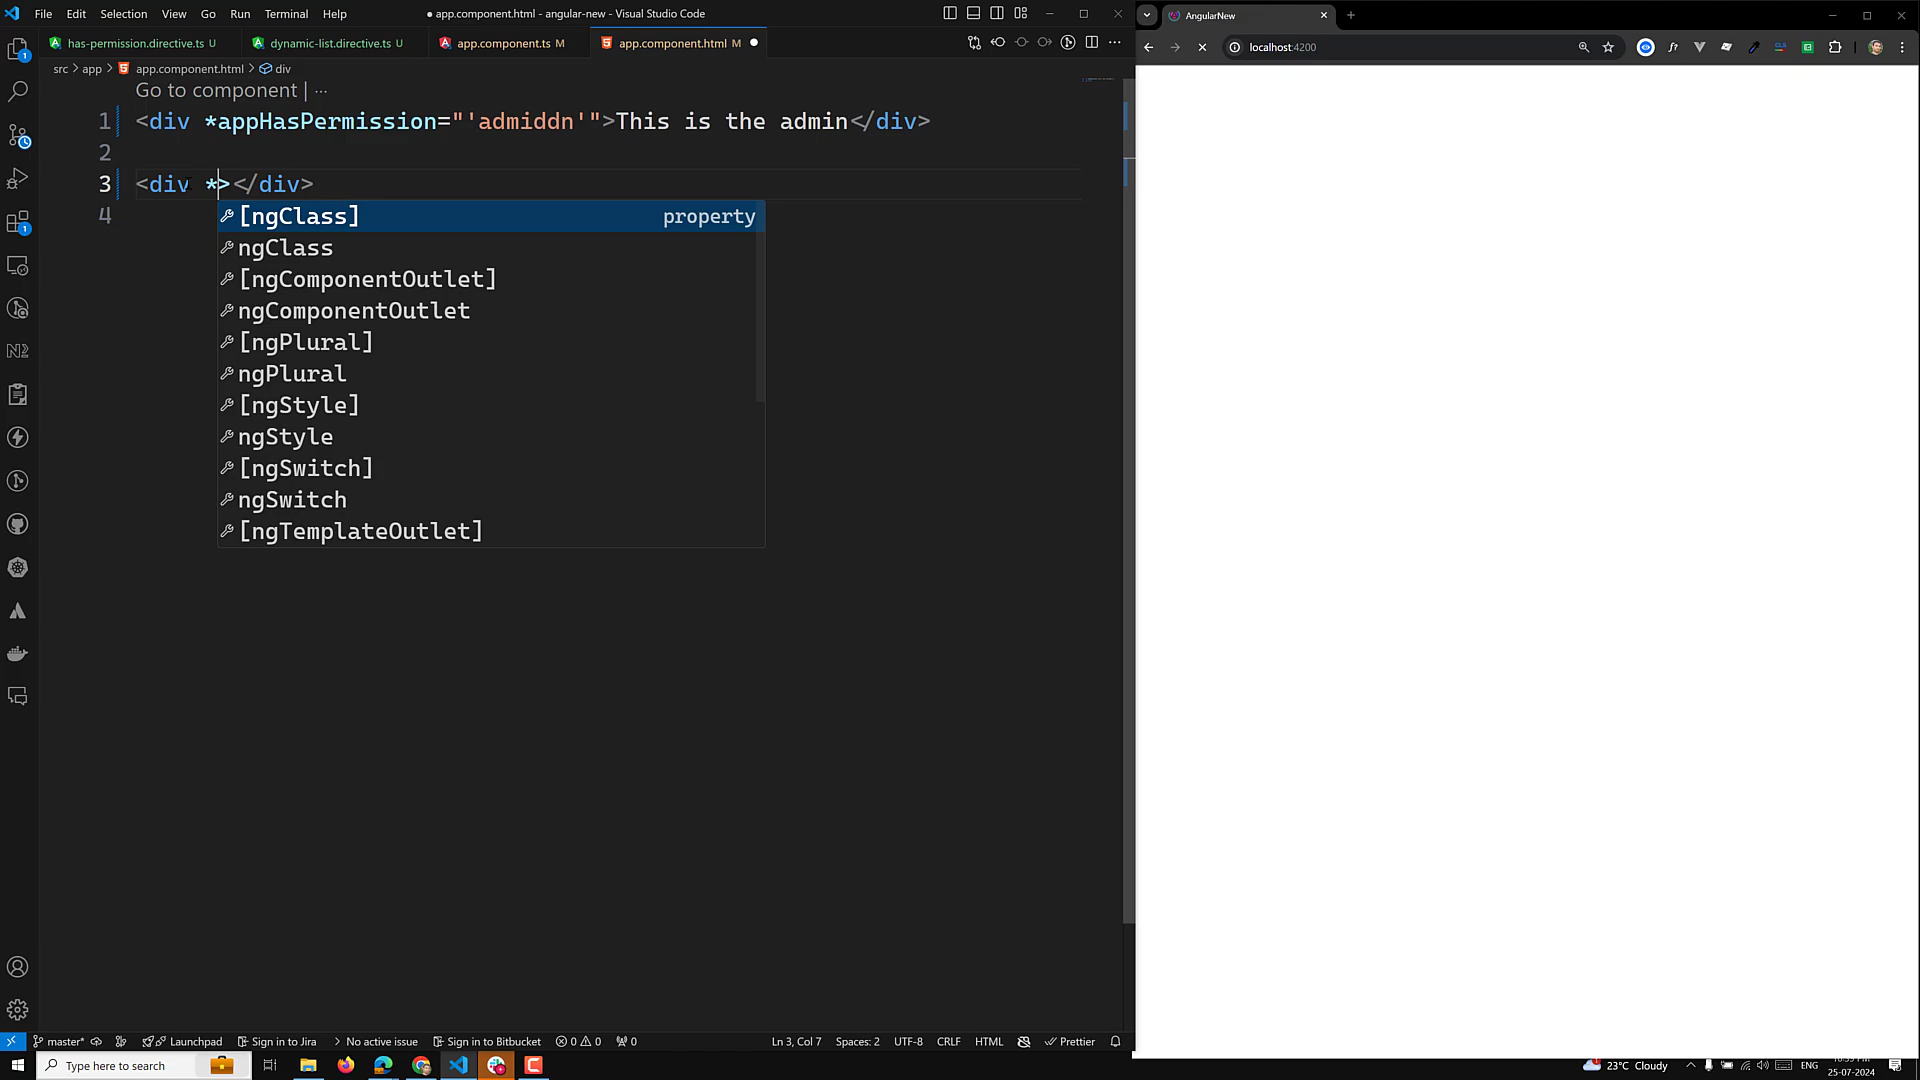 File Edit Selection View Go Run Terminal Help ● app.component.html - angular-new - Visual Studio Code
has-permission.directive.ts U dynamic-list.directive.ts U app.component.ts M app.component.html M
src > app > app.component.html > div
Go to component | ...
1 <div *appHasPermission="'admiddn'">This is the admin</div>
2
3 <div *></div>
4
[ngClass] property
ngClass
[ngComponentOutlet]
ngComponentOutlet
[ngPlural]
ngPlural
[ngStyle]
ngStyle
[ngSwitch]
ngSwitch
[ngTemplateOutlet]
master* Launchpad Sign in to Jira No active issue Sign in to Bitbucket 0 0 0 Ln 3, Col 7 Spaces: 2 UTF-8 CRLF HTML Prettier
AngularNew
localhost:4200
Type here to search
23°C Cloudy ENG
25-07-2024